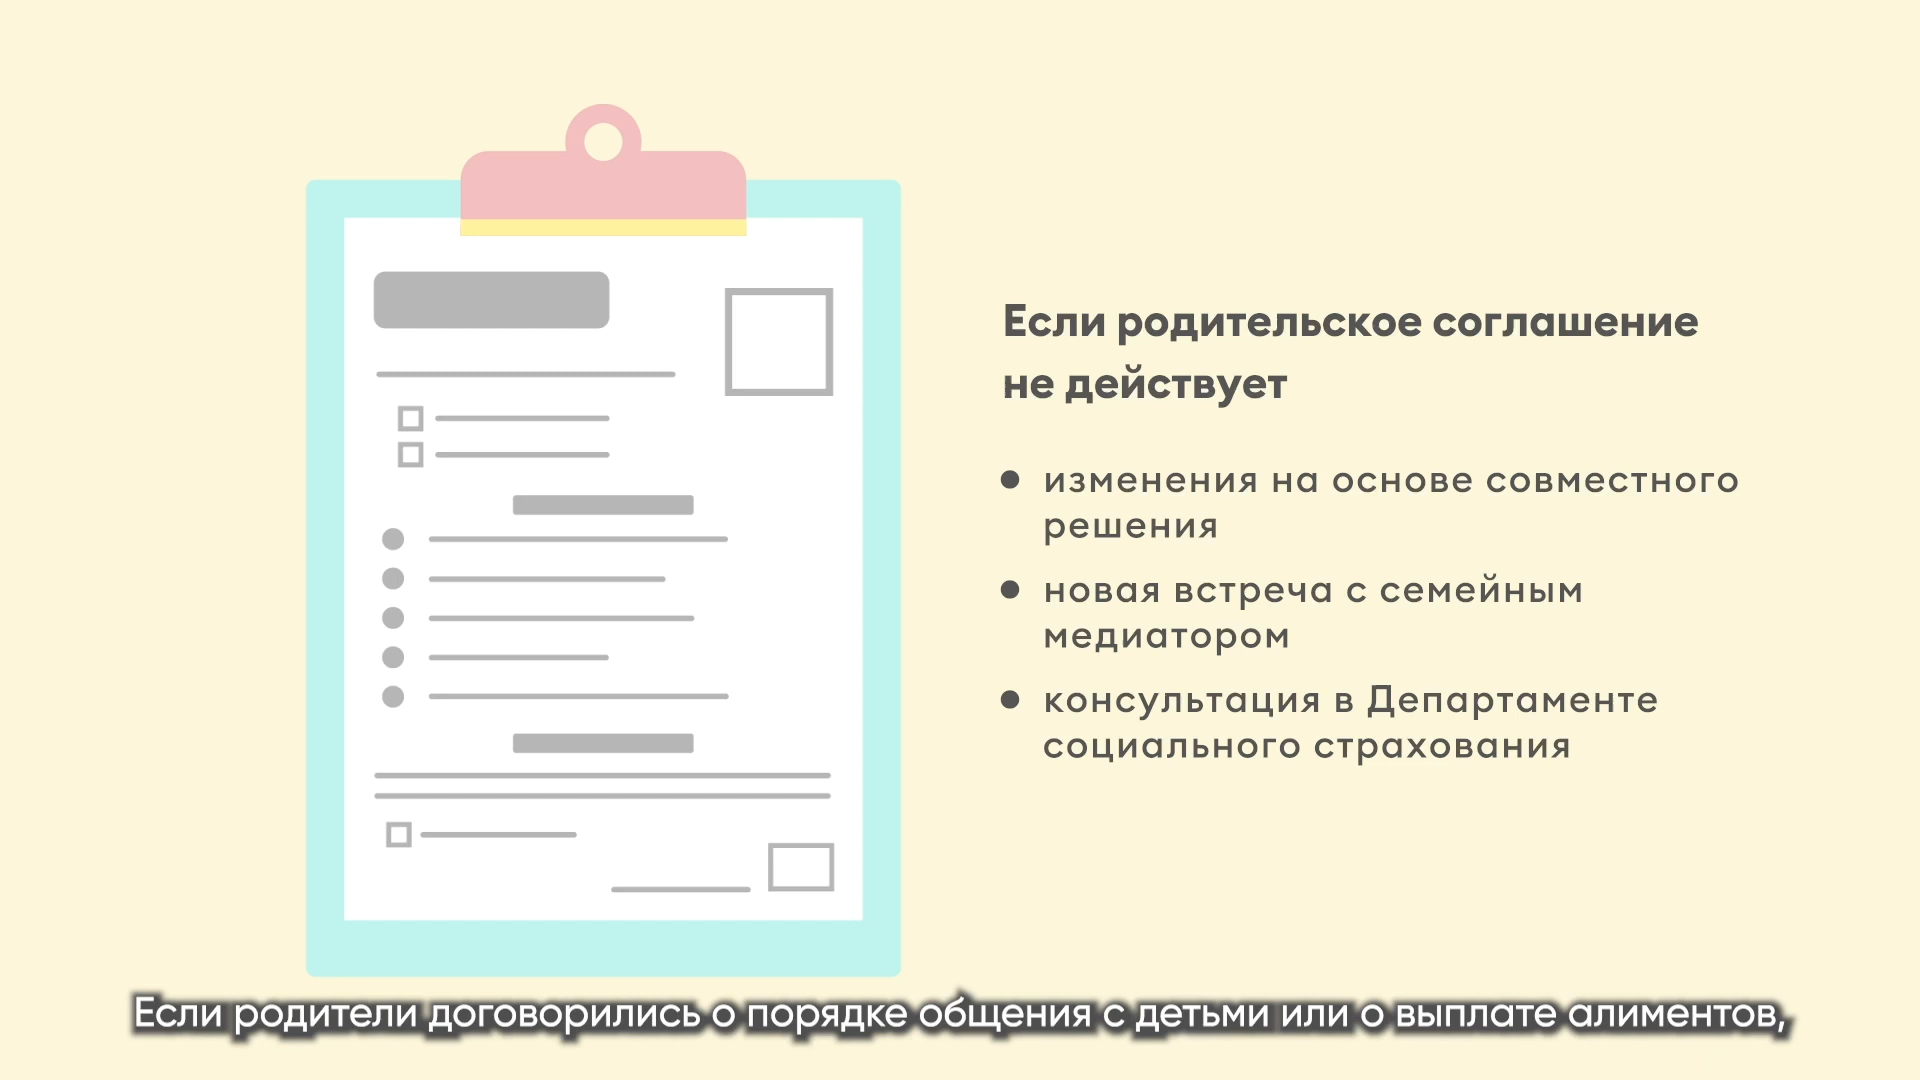 Если родительское соглашение
не действует
● изменения на основе совместного
решения
● новая встреча с семейным
медиатором
● консультация в Департаменте
социального страхования
Если родители договорились о порядке общения с детьми или о выплате алиментов,